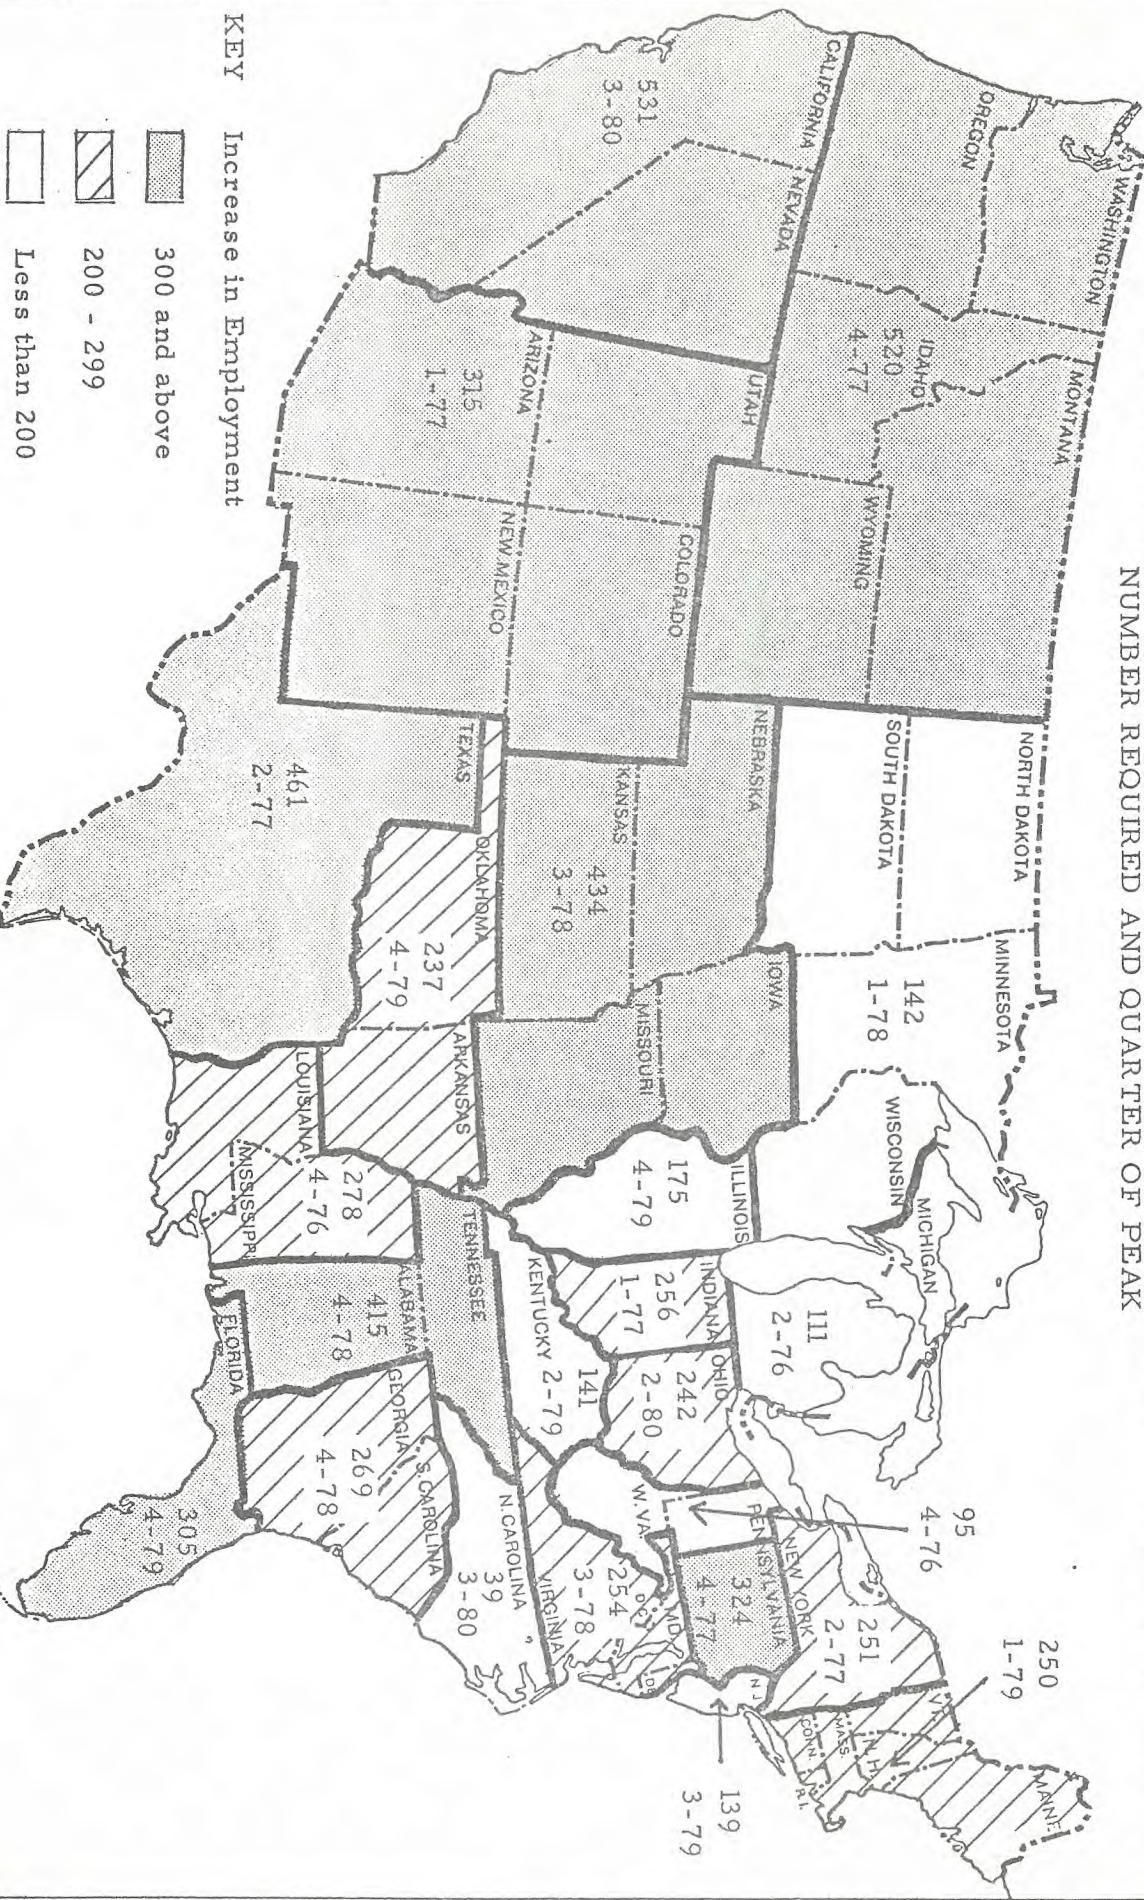 NUMBER REQUIRED AND QUARTER OF PEAK
WASHINGTON
OREGON
MONTANA
IDAHO
520
4-77
WYOMING
CALIFORNIA
NEVADA
531
3-80
UTAH
COLORADO
ARIZONA
NEW MEXICO
315
1-77
NORTH DAKOTA
SOUTH DAKOTA
MINNESOTA
142
1-78
WISCONSIN
MICHIGAN
111
2-76
NEBRASKA
IOWA
KANSAS
MISSOURI
434
3-78
ILLINOIS
175
4-79
INDIANA
256
1-77
OHIO
242
2-80
KENTUCKY
141
2-79
W.VA.
95
4-76
PENNSYLVANIA
324
4-77
NEW YORK
251
2-77
250
1-79
VT.
N.H.
MAINE
MASS.
CONN.
R.I.
N J
139
3-79
MD.
DE
D.C.
254
3-78
VIRGINIA
N.CAROLINA
39
3-80
S.CAROLINA
GEORGIA
269
4-78
TENNESSEE
ALABAMA
415
4-78
FLORIDA
305
4-79
MISSISSIPPI
278
4-76
LOUISIANA
ARKANSAS
OKLAHOMA
237
4-79
TEXAS
461
2-77
KEY Increase in Employment
300 and above
200 - 299
Less than 200